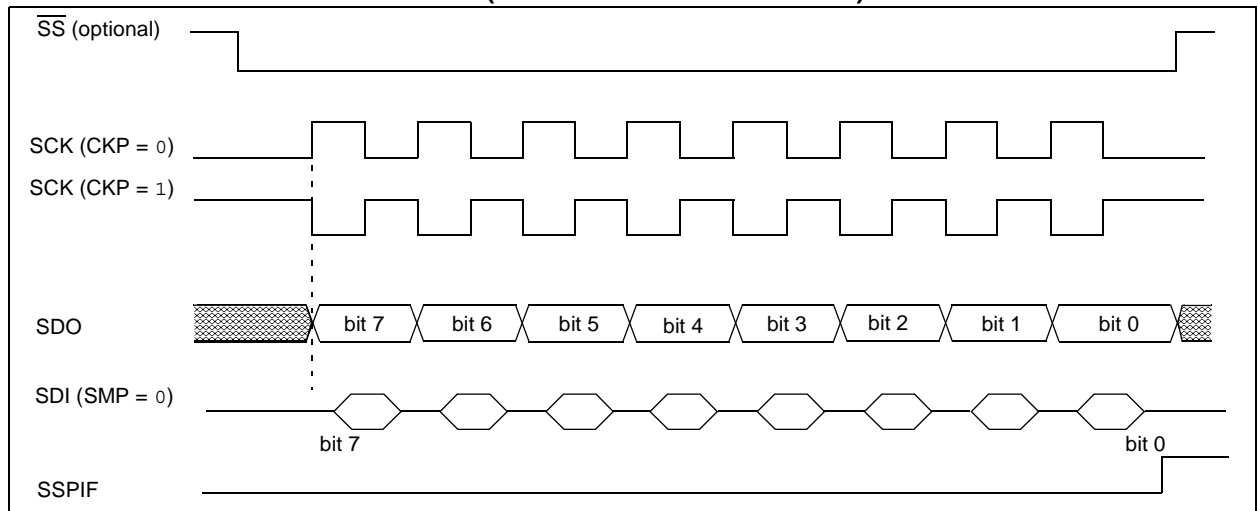 SS (optional)
SCK (CKP = 0)
SCK (CKP = 1)
SDO
bit 7 bit 6 bit 5 bit 4 bit 3 bit 2 bit 1 bit 0
SDI (SMP = 0)
bit 7 bit 0
SSPIF